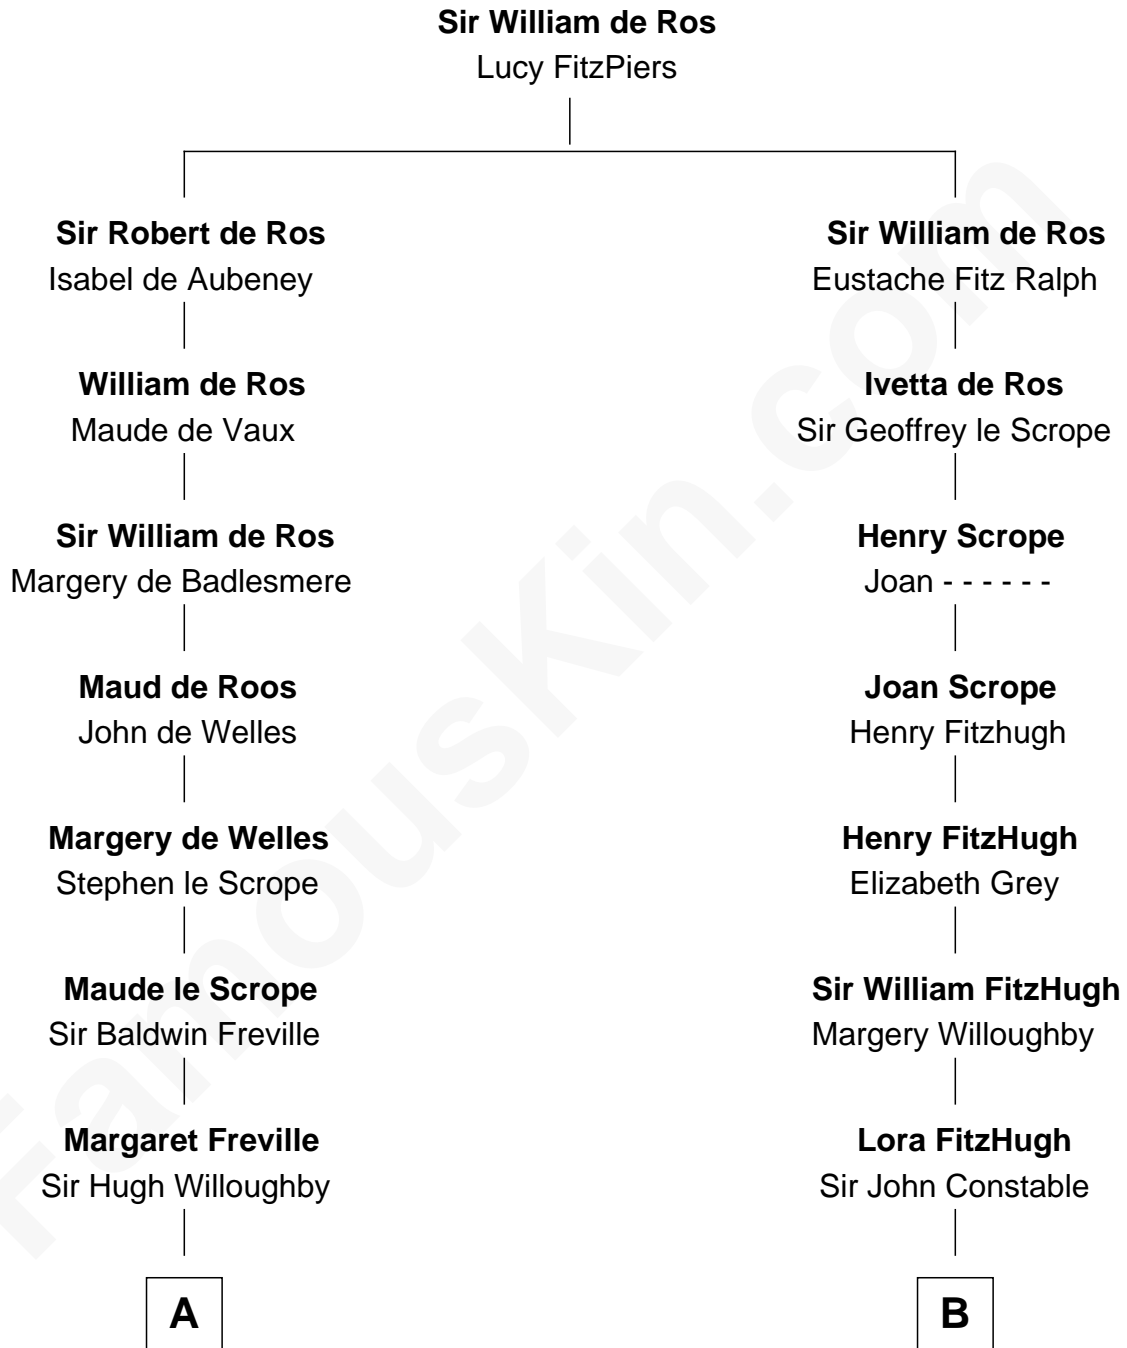 Sir William de Ros
Lucy FitzPiers
Sir Robert de Ros
Isabel de Aubeney
William de Ros
Maude de Vaux
Sir William de Ros
Margery de Badlesmere
Maud de Roos
John de Welles
Margery de Welles
Stephen le Scrope
Maude le Scrope
Sir Baldwin Freville
Margaret Freville
Sir Hugh Willoughby
A
Sir William de Ros
Eustache Fitz Ralph
Ivetta de Ros
Sir Geoffrey le Scrope
Henry Scrope
Joan - - - - - -
Joan Scrope
Henry Fitzhugh
Henry FitzHugh
Elizabeth Grey
Sir William FitzHugh
Margery Willoughby
Lora FitzHugh
Sir John Constable
B
FamousKin.com